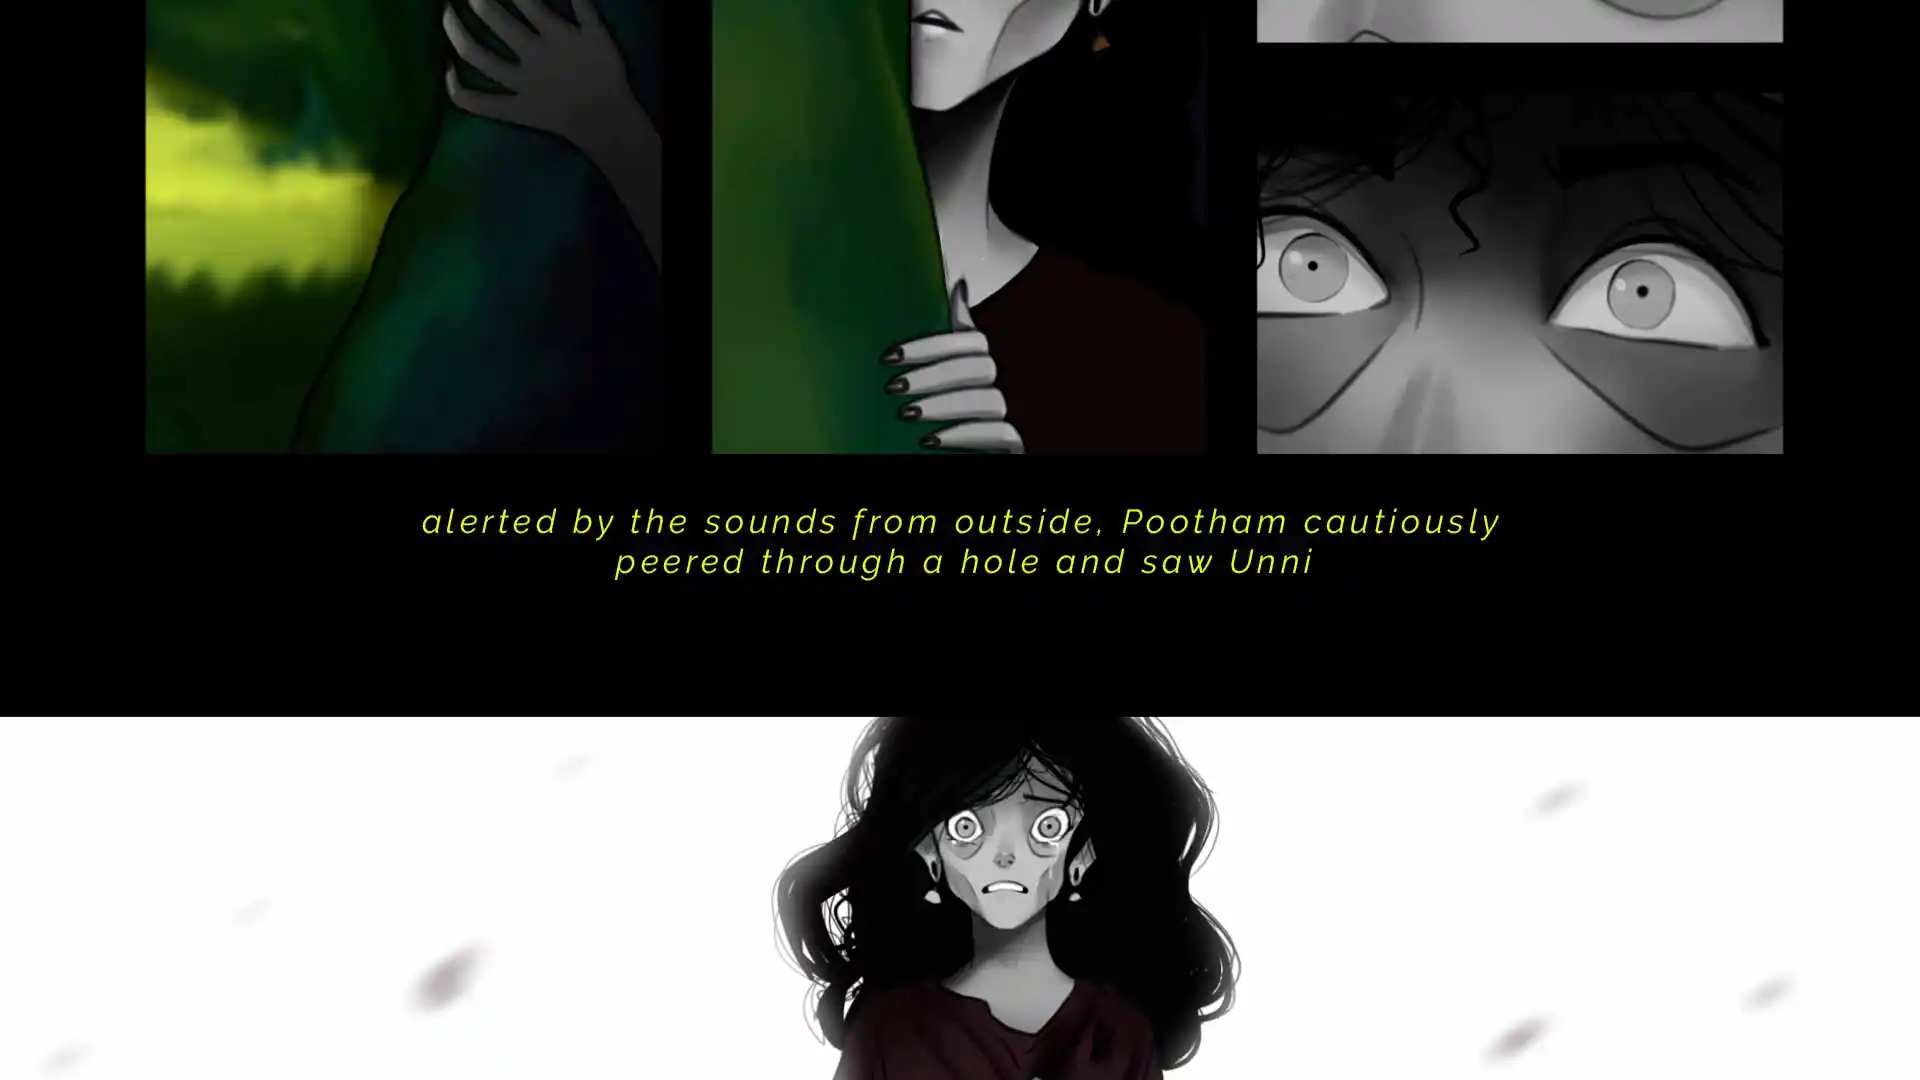 alerted by the sounds from outside, Pootham cautiously
peered through a hole and saw Unni